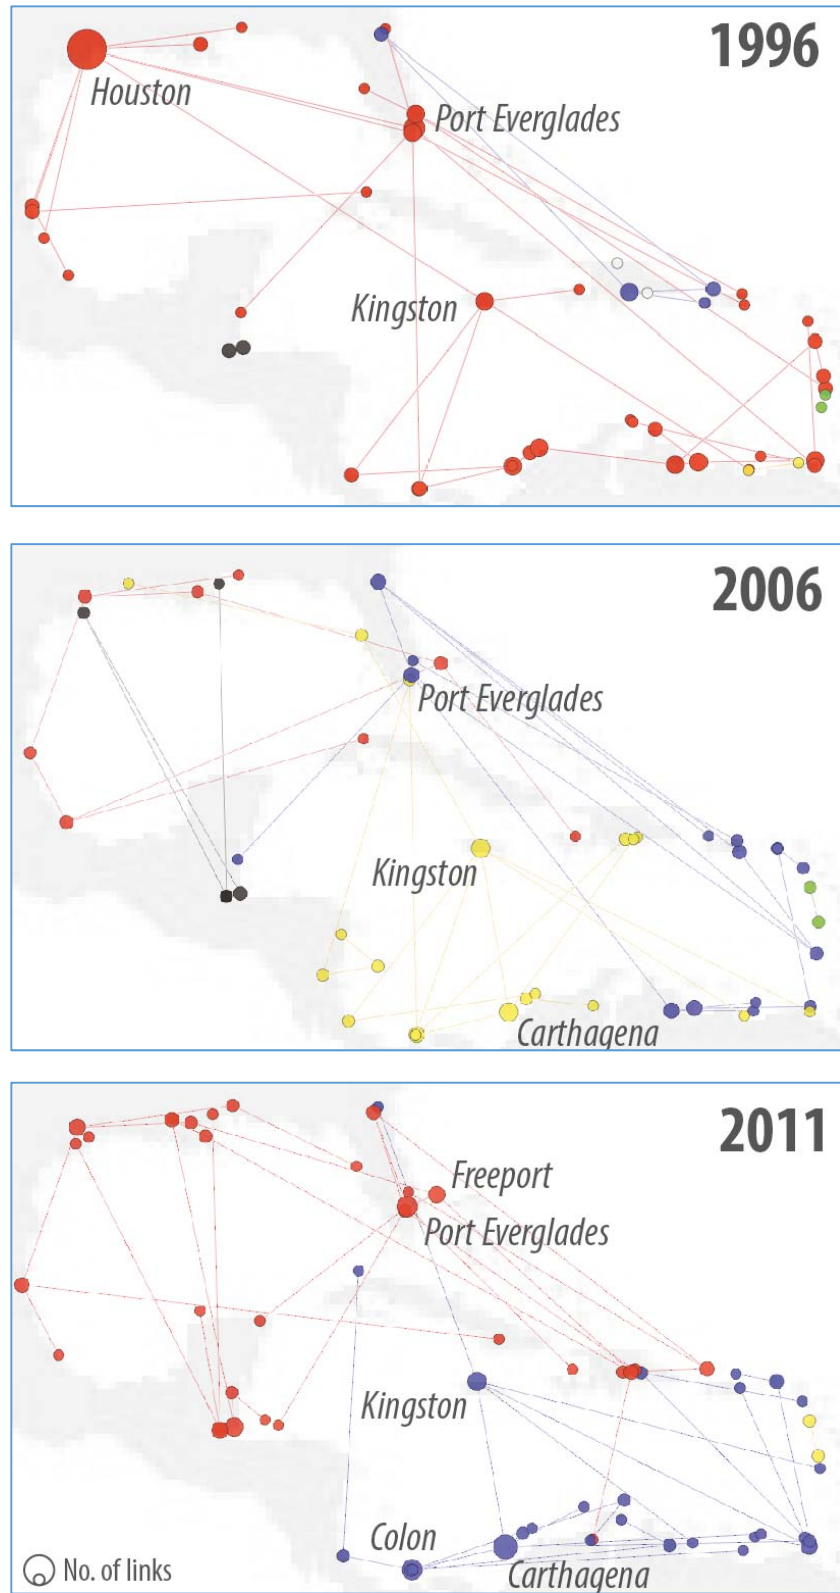 1996
Houston
Port Everglades
Kingston
2006
Port Everglades
Kingston
Carthagena
2011
Freeport
Port Everglades
Kingston
Colon
Carthagena
No. of links